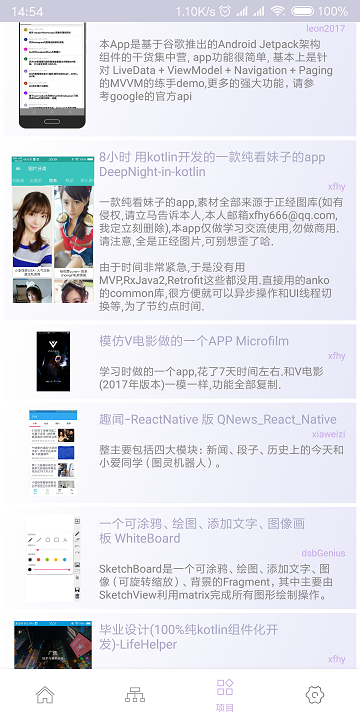 14:54
1.10K/s
100%
leon2017
本App是基于谷歌推出的Android Jetpack架构
组件的干货集中营, app功能很简单, 基本上是针
对 LiveData + ViewModel + Navigation + Paging
的MVVM的练手demo,更多的强大功能，请参
考google的官方api
8小时 用kotlin开发的一款纯看妹子的app
DeepNight-in-kotlin
xfhy
一款纯看妹子的app,素材全部来源于正经图库(如有
侵权,请立马告诉本人,本人邮箱xfhy666@qq.com,
我定立刻删除),本app仅做学习交流使用,勿做商用.
请注意,全是正经图片,可别想歪了哈.
由于时间非常紧急,于是没有用
MVP,RxJava2,Retrofit这些都没用.直接用的anko
的common库,很方便就可以异步操作和UI线程切
换等,为了节约点时间.
模仿V电影做的一个APP Microfilm
xfhy
学习时做的一个app,花了7天时间左右.和V电影
(2017年版本)一模一样,功能全部复制.
趣闻-ReactNative 版 QNews_React_Native
xiaweizi
整主要包括四大模块：新闻、段子、历史上的今天和
小爱同学（图灵机器人）。
一个可涂鸦、绘图、添加文字、图像画
板 WhiteBoard
dsbGenius
SketchBoard是一个可涂鸦、绘图、添加文字、图
像（可旋转缩放）、背景的Fragment，其中主要由
SketchView利用matrix完成所有图形绘制操作。
毕业设计(100%纯kotlin组件化开
发)-LifeHelper
xfhy
项目